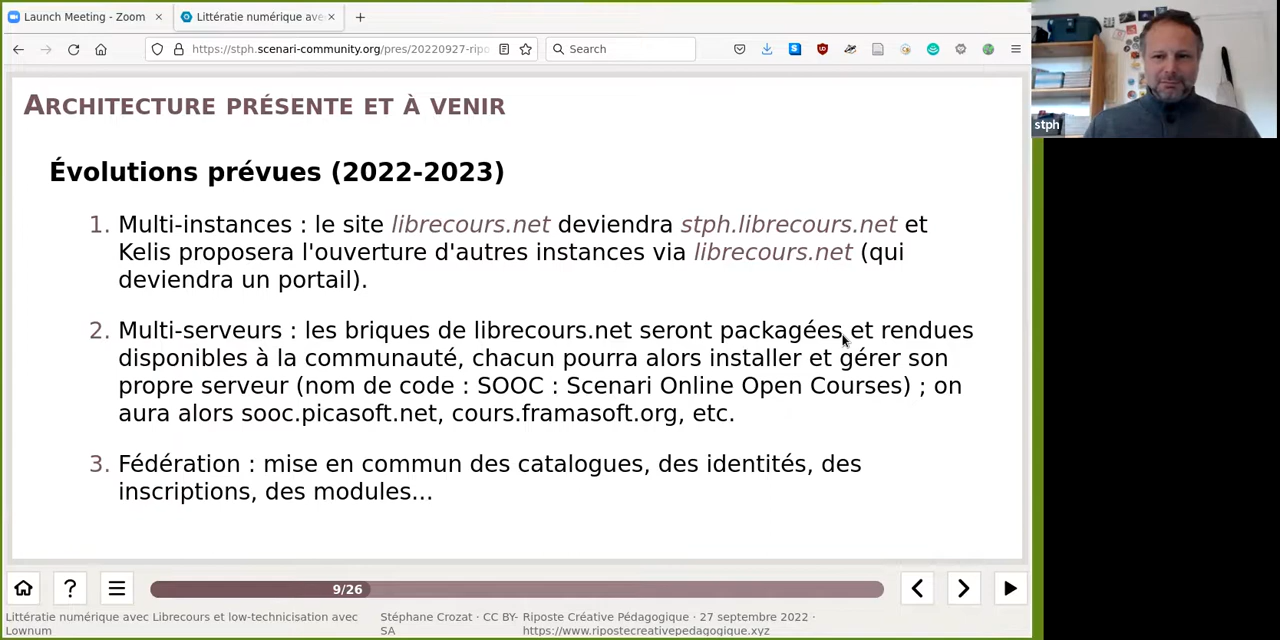 Launch Meeting - Zoom
Littératie numérique ave
https://stph.scenari-community.org/pres/20220927-ripo
Search
stph
ARCHITECTURE PRÉSENTE ET À VENIR
Évolutions prévues (2022-2023)
1. Multi-instances : le site librecours.net deviendra stph.librecours.net et
Kelis proposera l'ouverture d'autres instances via librecours.net (qui
deviendra un portail).
2. Multi-serveurs : les briques de librecours.net seront packagées et rendues
disponibles à la communauté, chacun pourra alors installer et gérer son
propre serveur (nom de code : SOOC : Scenari Online Open Courses) ; on
aura alors sooc.picasoft.net, cours.framasoft.org, etc.
3. Fédération : mise en commun des catalogues, des identités, des
inscriptions, des modules...
9/26
Littératie numérique avec Librecours et low-technicisation avec
Lownum
Stéphane Crozat · CC BY-
SA
Riposte Créative Pédagogique · 27 septembre 2022 ·
https://www.ripostecreativepedagogique.xyz